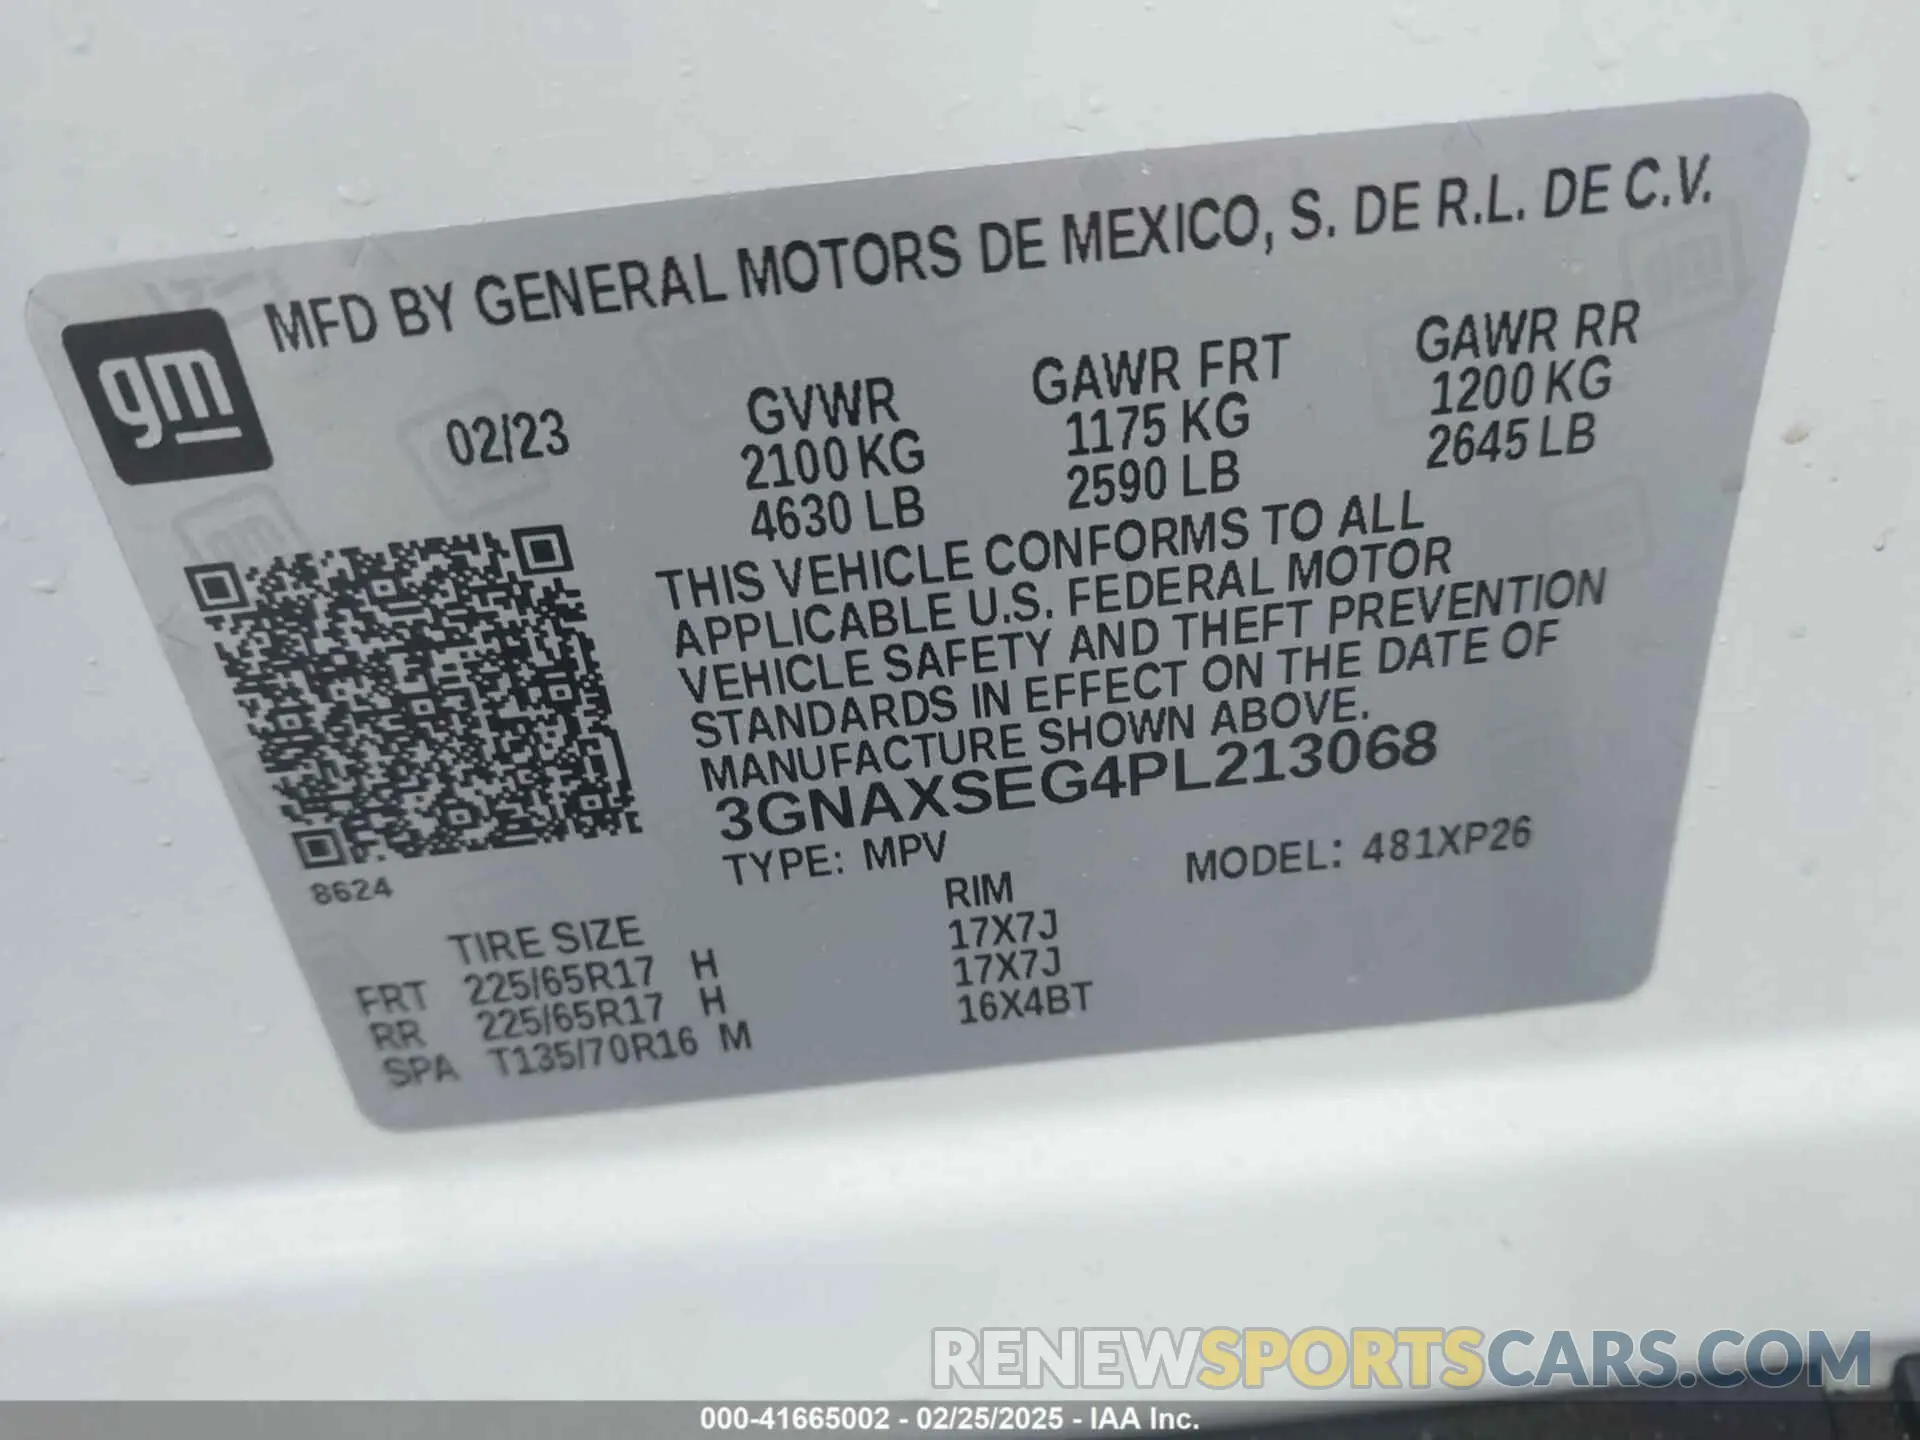 MFD BY GENERAL MOTORS DE MEXICO, S. DE R.L. DE C.V.
gm
02/23
GVWR
2100 KG
4630 LB
GAWR FRT
1175 KG
2590 LB
GAWR RR
1200 KG
2645 LB
THIS VEHICLE CONFORMS TO ALL
APPLICABLE U.S. FEDERAL MOTOR
VEHICLE SAFETY AND THEFT PREVENTION
STANDARDS IN EFFECT ON THE DATE OF
MANUFACTURE SHOWN ABOVE.
3GNAXSEG4PL213068
TYPE: MPV MODEL: 481XP26
8624
TIRE SIZE RIM
FRT 225/65R17 H 17X7J
RR 225/65R17 H 17X7J
SPA T135/70R16 M 16X4BT
RENEWSPORTSCARS.COM
000-41665002 - 02/25/2025 - IAA Inc.